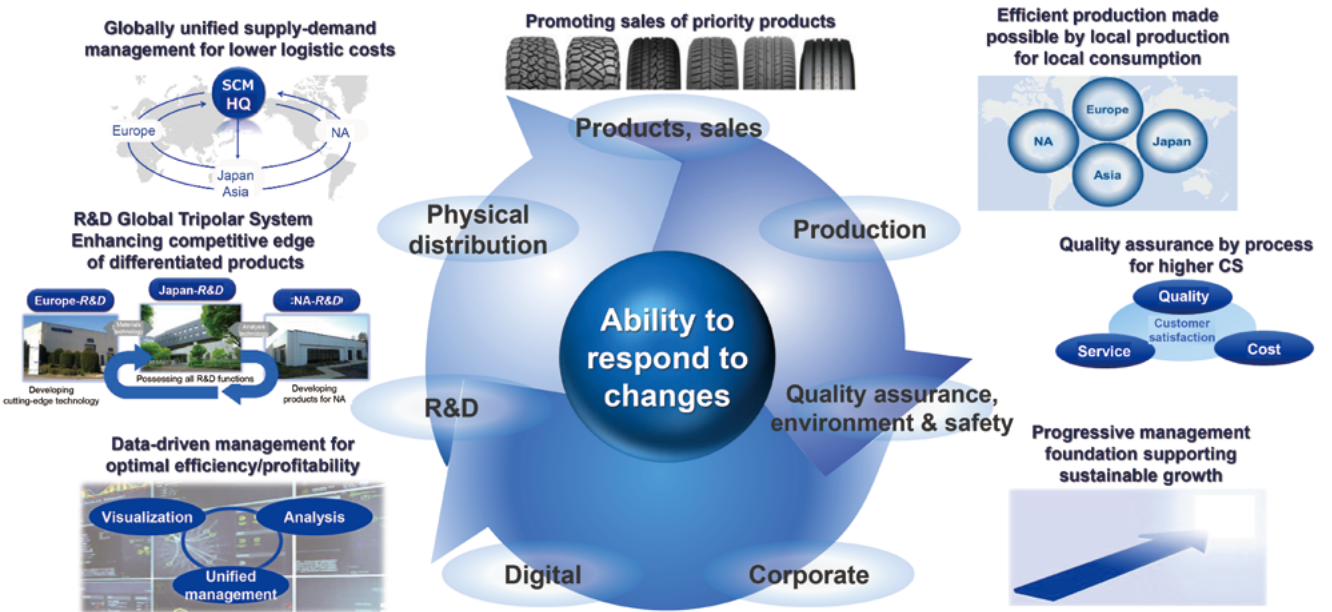 Globally unified supply-demand
management for lower logistic costs
SCM
HQ
Europe
NA
Japan
Asia
R&D Global Tripolar System
Enhancing competitive edge
of differentiated products
Europe-R&D
Japan-R&D
:NA-R&D
Materials
technology
Analysis
technology
Possessing all R&D functions
Developing
cutting-edge technology
Developing
products for NA
Data-driven management for
optimal efficiency/profitability
Visualization
Analysis
Unified
management
Promoting sales of priority products
Products, sales
Physical
distribution
Production
Ability to
respond to
changes
R&D
Quality assurance,
environment & safety
Digital
Corporate
Efficient production made
possible by local production
for local consumption
Europe
NA
Japan
Asia
Quality assurance by process
for higher CS
Quality
Customer
satisfaction
Service
Cost
Progressive management
foundation supporting
sustainable growth